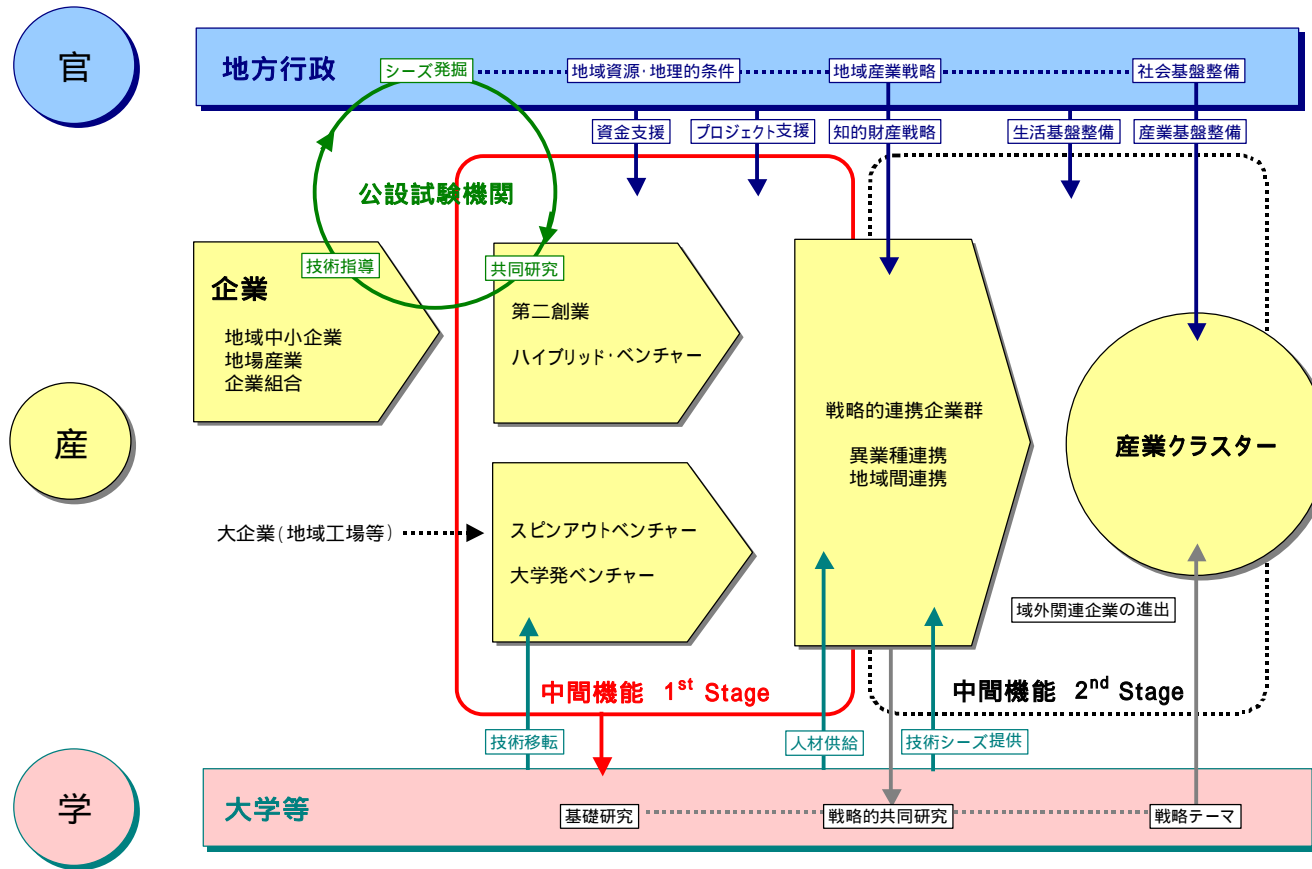 官
地方行政
シーズ発掘
地域資源・地理的条件
地域産業戦略
社会基盤整備
資金支援
プロジェクト支援
知的財産戦略
生活基盤整備
産業基盤整備
公設試験機関
技術指導
共同研究
産
企業
地域中小企業
地場産業
企業組合
第二創業
ハイブリッド・ベンチャー
大企業(地域工場等)
スピンアウトベンチャー
大学発ベンチャー
戦略的連携企業群
異業種連携
地域間連携
産業クラスター
域外関連企業の進出
中間機能 1st Stage
中間機能 2nd Stage
技術移転
人材供給
技術シーズ提供
学
大学等
基礎研究
戦略的共同研究
戦略テーマ